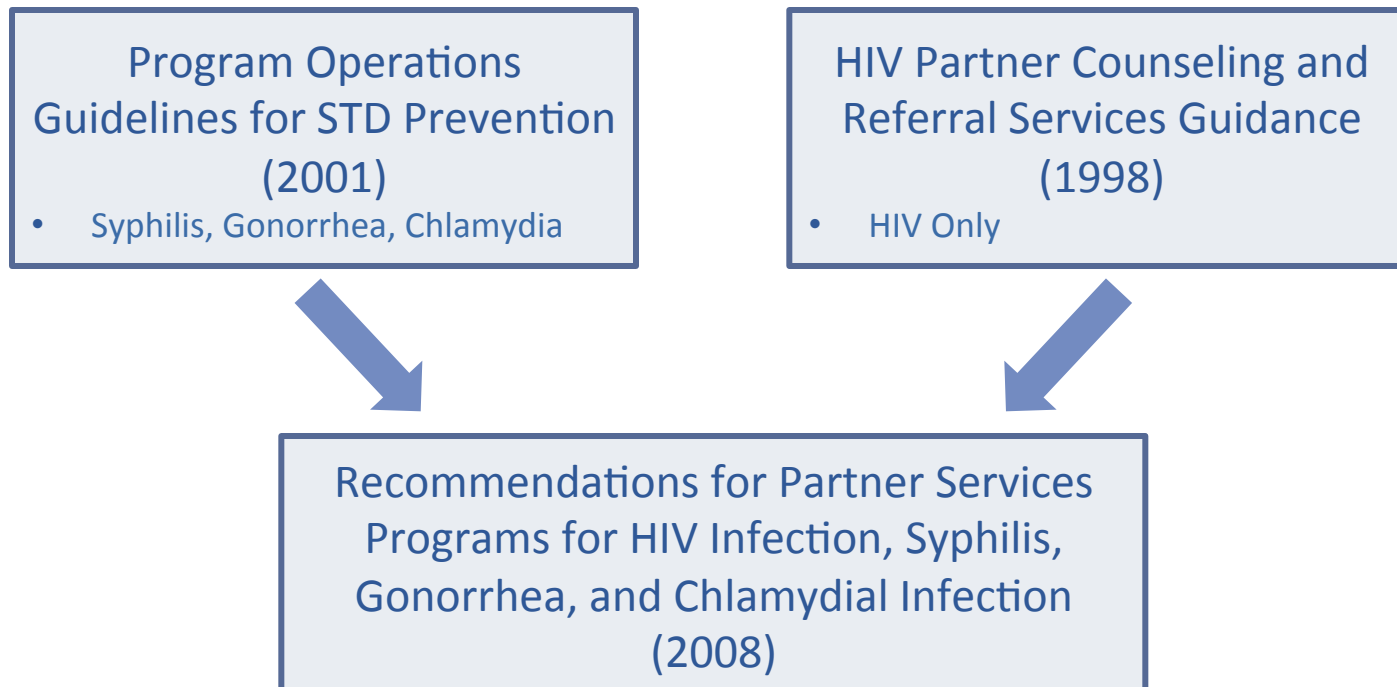 Program Operations
Guidelines for STD Prevention
(2001)
• Syphilis, Gonorrhea, Chlamydia
HIV Partner Counseling and
Referral Services Guidance
(1998)
• HIV Only
Recommendations for Partner Services
Programs for HIV Infection, Syphilis,
Gonorrhea, and Chlamydial Infection
(2008)